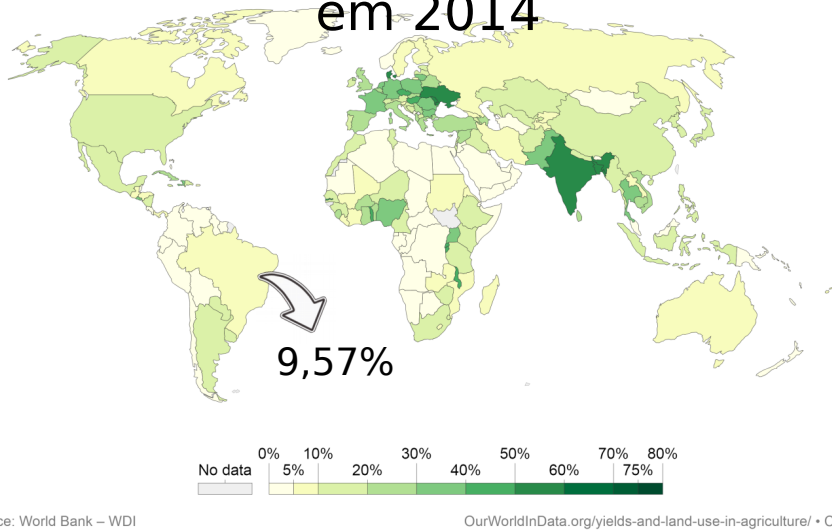 em 2014
9,57%
0% 10% 30% 50% 70% 80%
No data 5% 20% 40% 60% 75%
ce: World Bank – WDI
OurWorldInData.org/yields-and-land-use-in-agriculture/ • C